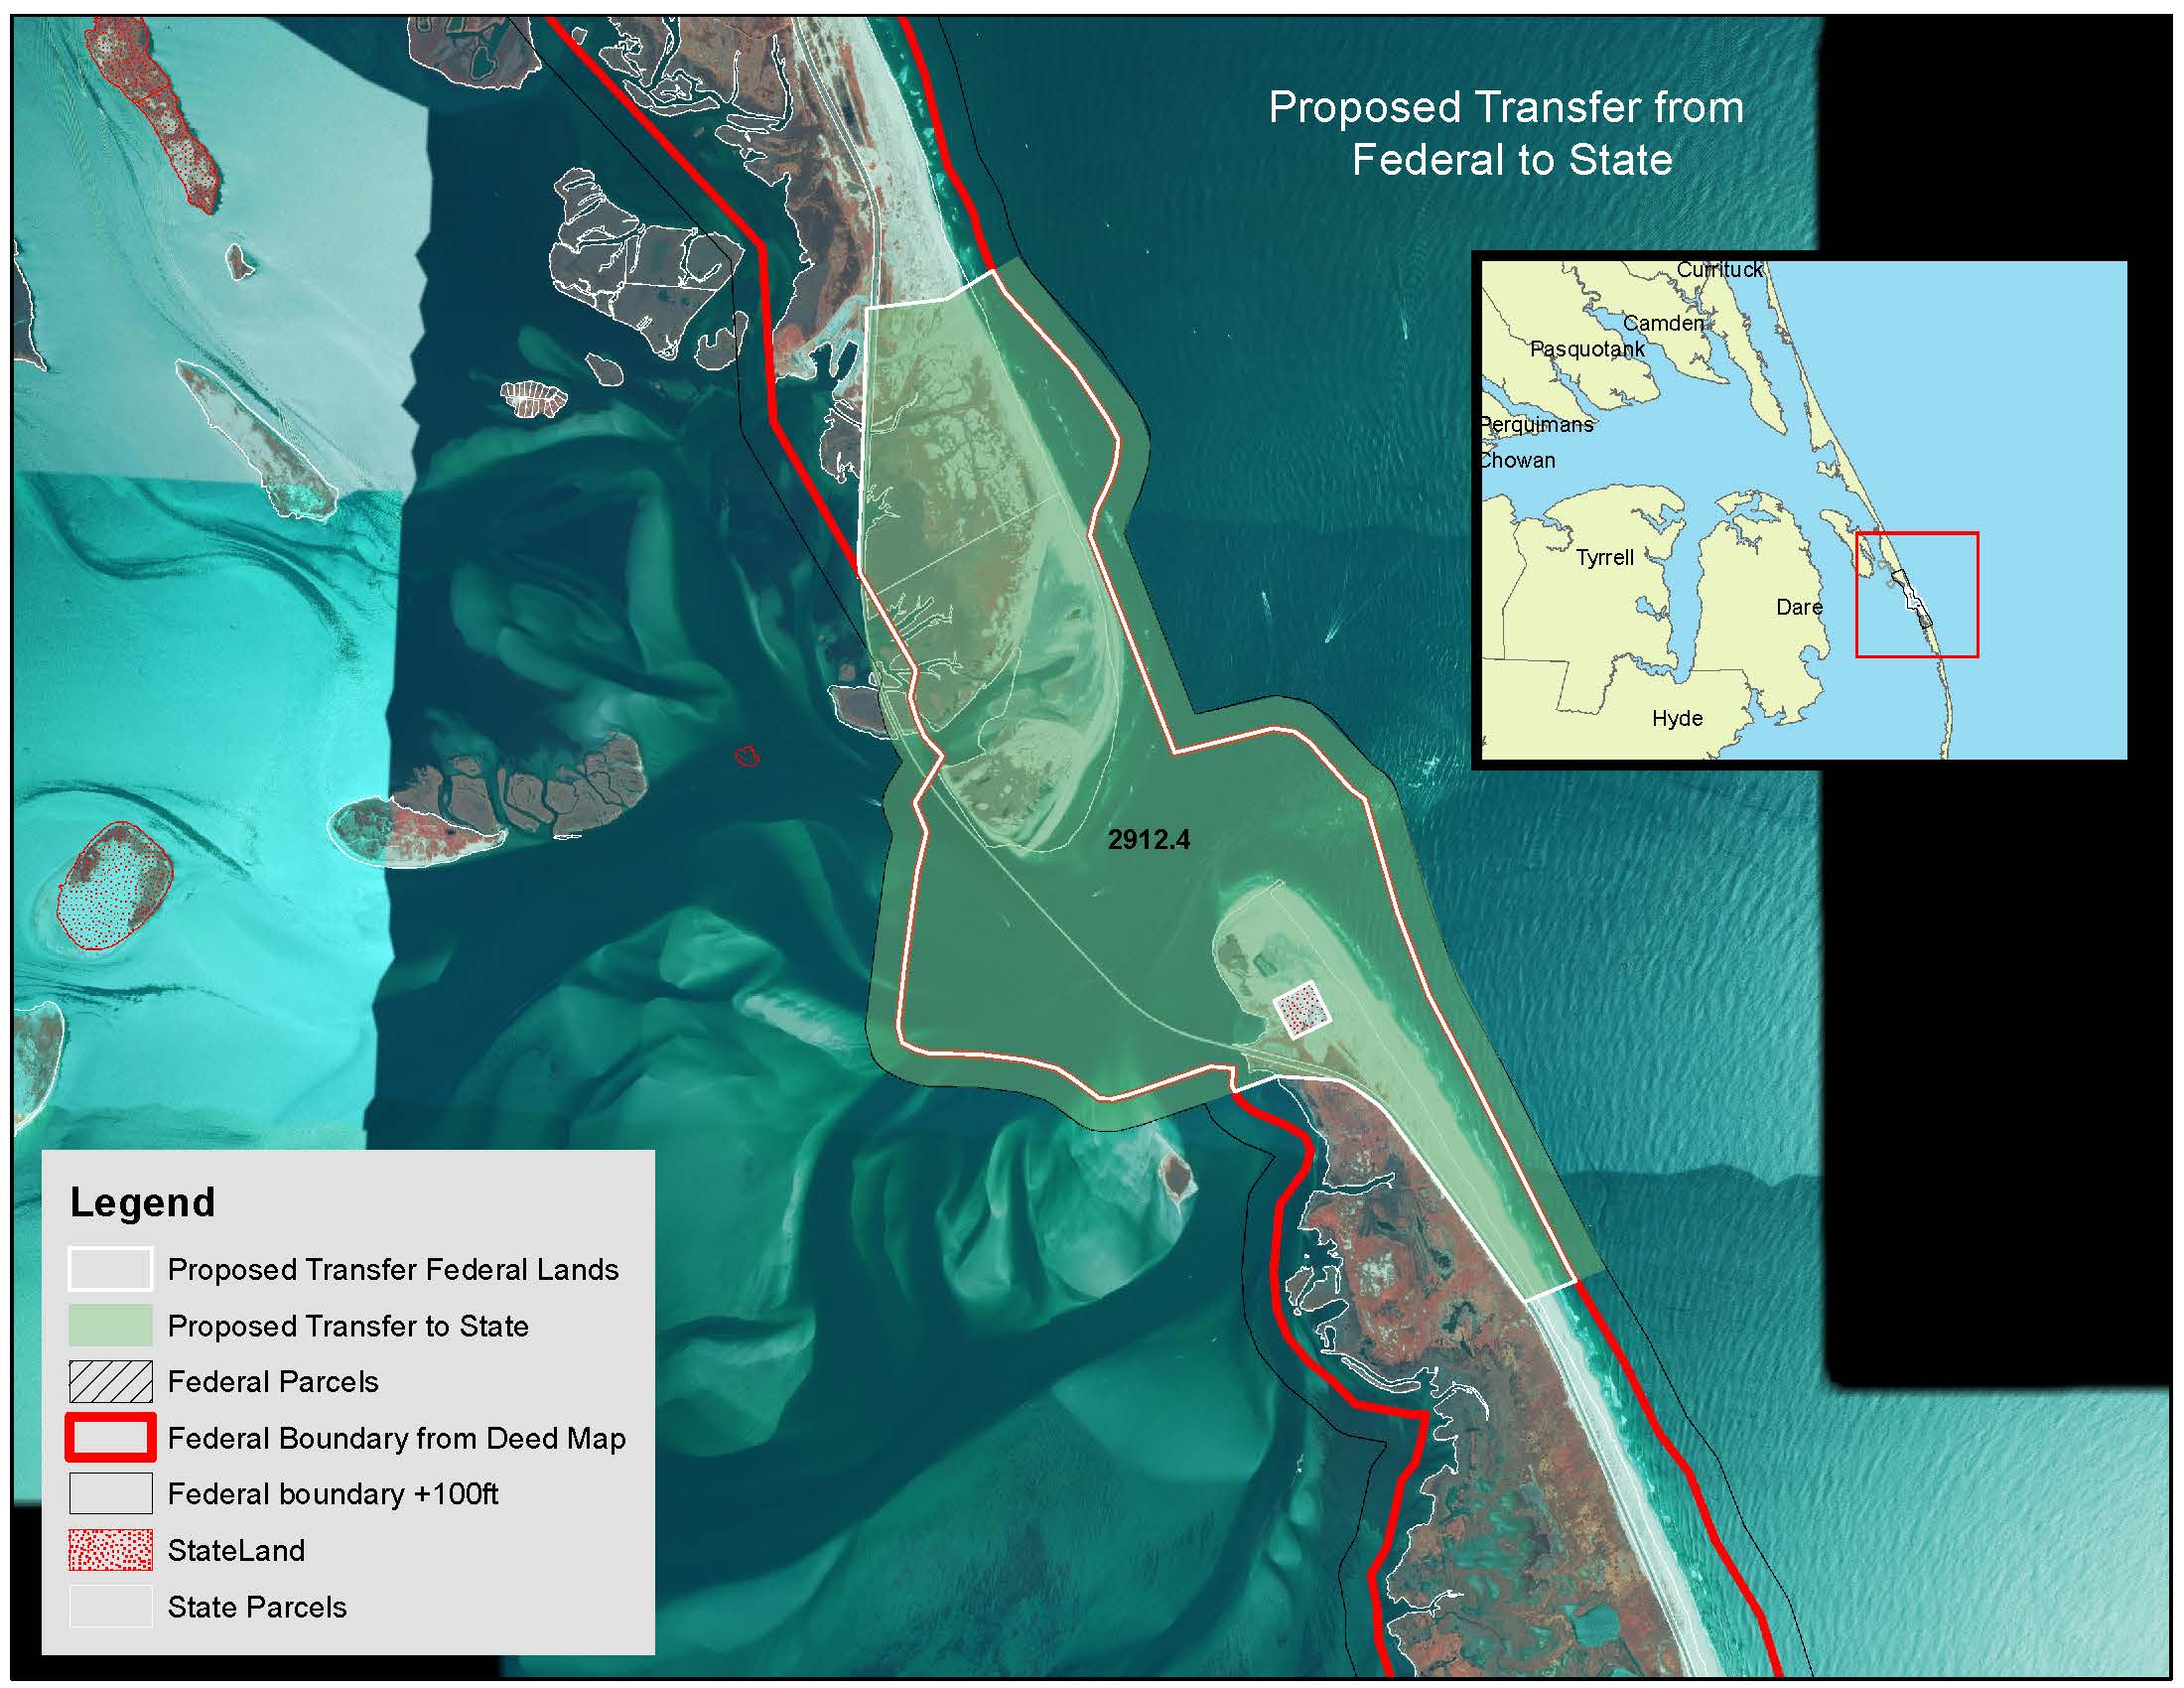 Proposed Transfer from
Federal to State
Currituck
Camden
Pasquotank
Perquimans
Chowan
Tyrrell
Dare
Hyde
2912.4
Legend
Proposed Transfer Federal Lands
Proposed Transfer to State
Federal Parcels
Federal Boundary from Deed Map
Federal boundary +100ft
StateLand
State Parcels